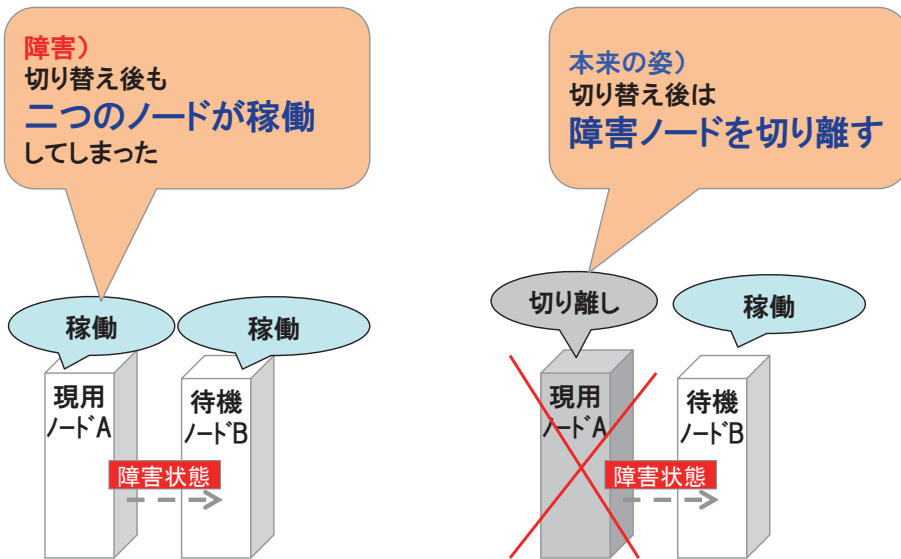 障害）
切り替え後も
二つのノードが稼働
してしまった
稼働
稼働
現用
ノードA
待機
ノードB
障害状態
本来の姿）
切り替え後は
障害ノードを切り離す
切り離し
稼働
現用
ノードA
待機
ノードB
障害状態